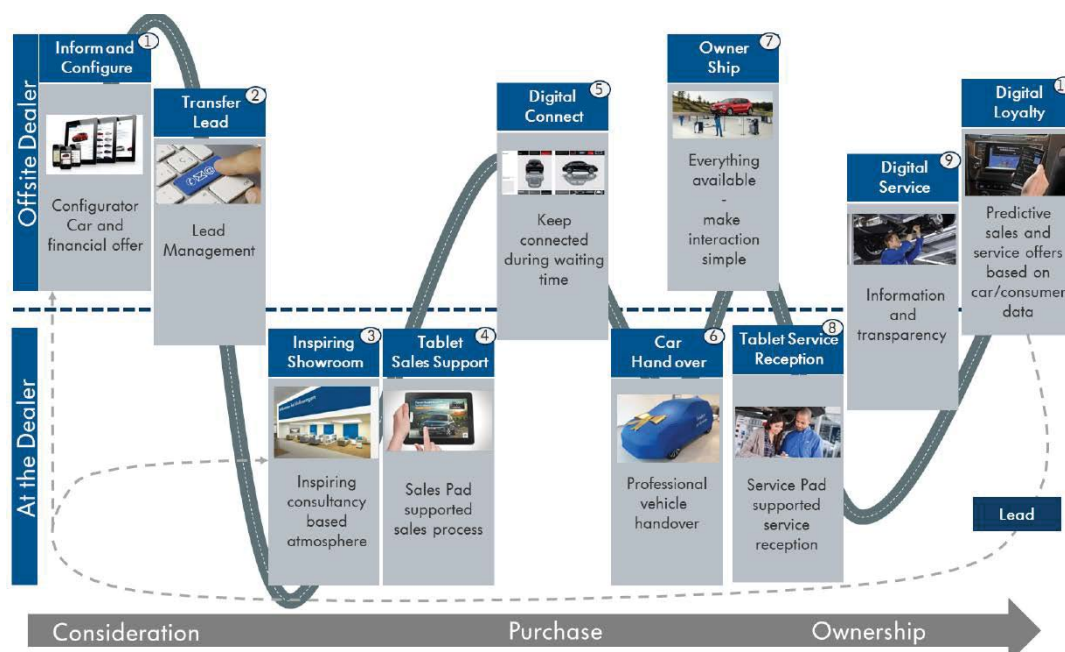 Offsite Dealer
At the Dealer
Inform and
Configure
1
Configurator
Car and
financial offer
Transfer
Lead
2
Lead
Management
Inspiring
Showroom
3
Inspiring
consultancy
based
atmosphere
Tablet
Sales Support
4
Sales Pad
supported
sales process
Digital
Connect
5
Keep
connected
during waiting
time
Car
Hand over
6
Professional
vehicle
handover
Owner
Ship
7
Everything
available
-
make
interaction
simple
Tablet Service
Reception
8
Service Pad
supported
service
reception
Digital
Service
9
Information
and
transparency
Digital
Loyalty
1
Predictive
sales and
service offers
based on
car/consumer
data
Lead
Consideration
Purchase
Ownership